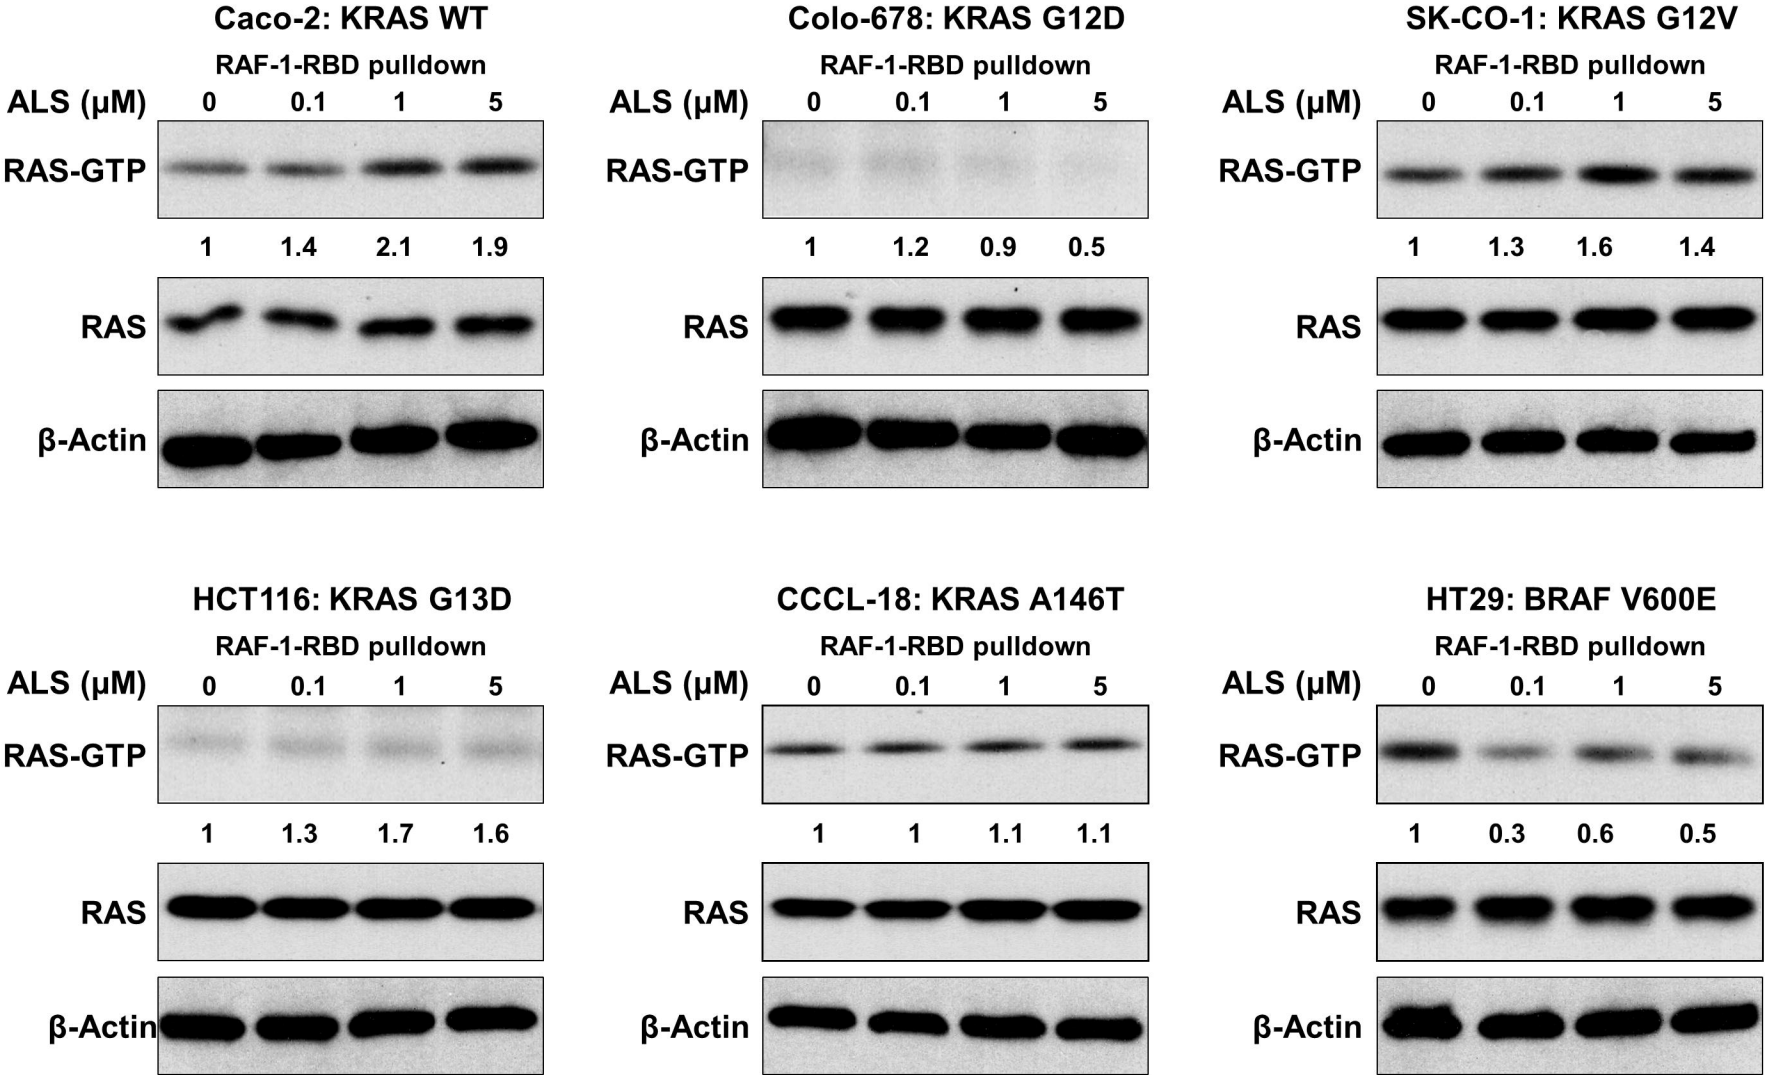 Caco-2: KRAS WT
RAF-1-RBD pulldown
ALS (µM) 0 0.1 1 5
RAS-GTP
1 1.4 2.1 1.9
RAS
β-Actin
Colo-678: KRAS G12D
RAF-1-RBD pulldown
ALS (µM) 0 0.1 1 5
RAS-GTP
1 1.2 0.9 0.5
RAS
β-Actin
SK-CO-1: KRAS G12V
RAF-1-RBD pulldown
ALS (µM) 0 0.1 1 5
RAS-GTP
1 1.3 1.6 1.4
RAS
β-Actin
HCT116: KRAS G13D
RAF-1-RBD pulldown
ALS (µM) 0 0.1 1 5
RAS-GTP
1 1.3 1.7 1.6
RAS
β-Actin
CCCL-18: KRAS A146T
RAF-1-RBD pulldown
ALS (µM) 0 0.1 1 5
RAS-GTP
1 1 1.1 1.1
RAS
β-Actin
HT29: BRAF V600E
RAF-1-RBD pulldown
ALS (µM) 0 0.1 1 5
RAS-GTP
1 0.3 0.6 0.5
RAS
β-Actin